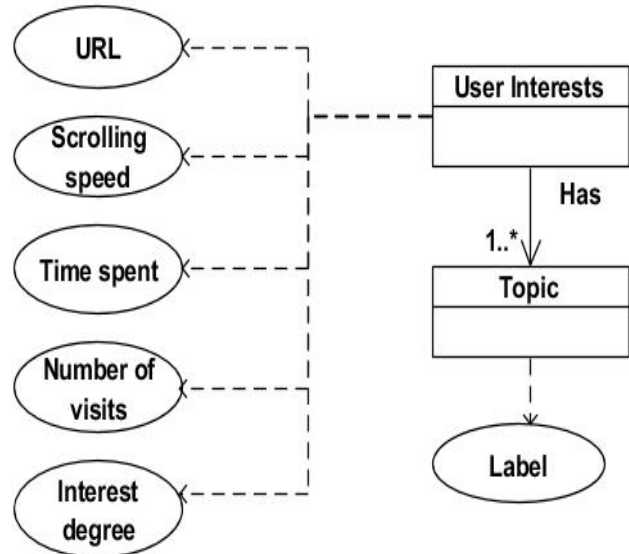 URL
Scrolling
speed
Time spent
Number of
visits
Interest
degree
User Interests
Has
1..*
Topic
Label